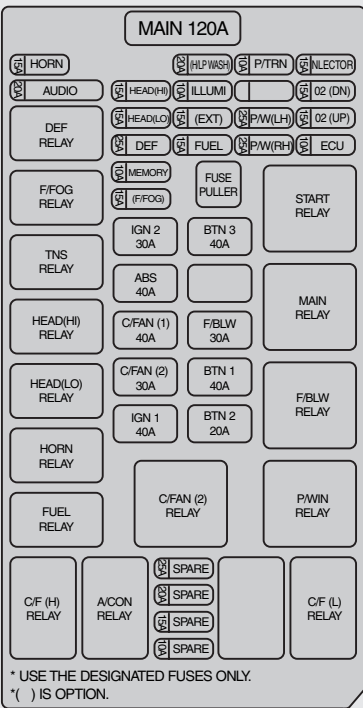 MAIN 120A
15A HORN
20A (HLP WASH)
10A P/TRN
15A INLECTOR
20A AUDIO
15A HEAD(HI)
10A ILLUMI
15A 02 (DN)
15A HEAD(LO)
15A (EXT)
25A P/W(LH)
15A 02 (UP)
25A DEF
15A FUEL
25A P/W(RH)
10A ECU
DEF
RELAY
10A MEMORY
15A (F/FOG)
FUSE
PULLER
F/FOG
RELAY
START
RELAY
IGN 2
30A
BTN 3
40A
TNS
RELAY
ABS
40A
MAIN
RELAY
HEAD(HI)
RELAY
C/FAN (1)
40A
F/BLW
30A
HEAD(LO)
RELAY
C/FAN (2)
30A
BTN 1
40A
F/BLW
RELAY
IGN 1
40A
BTN 2
20A
HORN
RELAY
FUEL
RELAY
C/FAN (2)
RELAY
P/WIN
RELAY
C/F (H)
RELAY
A/CON
RELAY
25A SPARE
20A SPARE
15A SPARE
10A SPARE
C/F (L)
RELAY
* USE THE DESIGNATED FUSES ONLY.
*( ) IS OPTION.